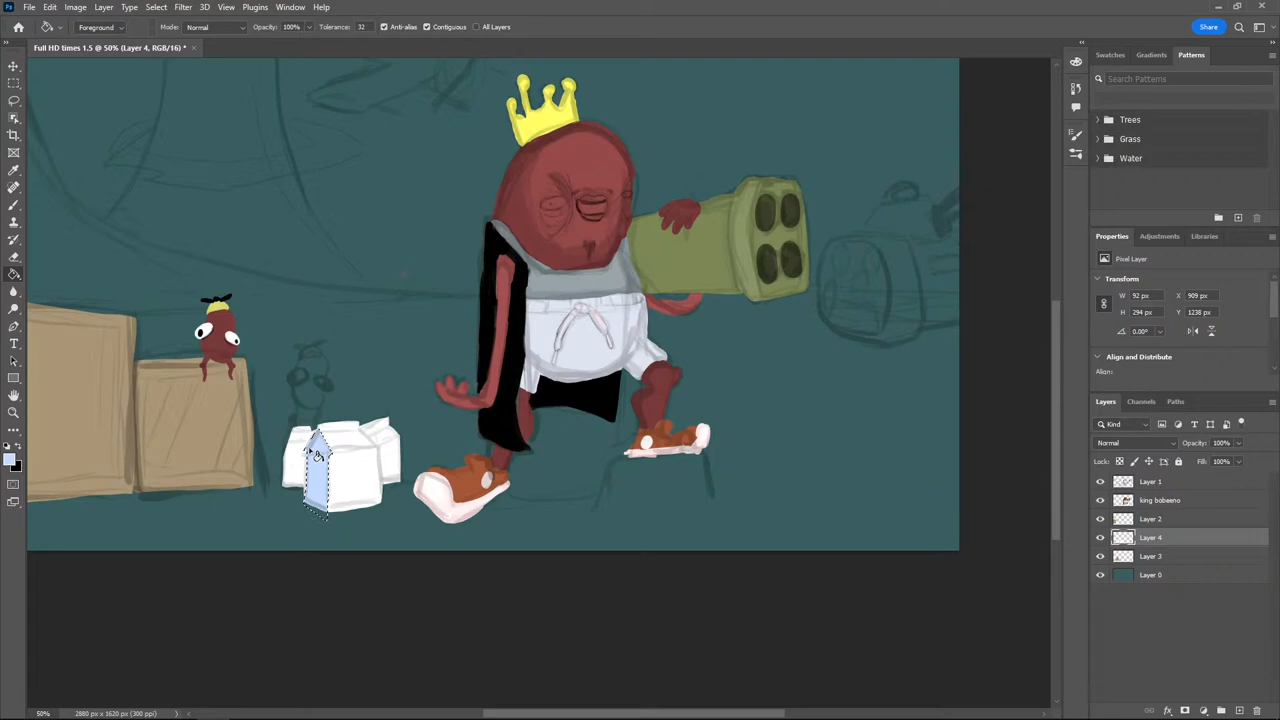 Ps File Edit Image Layer Type Select Filter 3D View Plugins Window Help
Foreground Mode: Normal Opacity: 100% Tolerance: 32 Anti-alias Contiguous All Layers Share
Full HD times 1.5 @ 50% (Layer 4, RGB/16) *
Swatches Gradients Patterns
Search Patterns
Trees
Grass
Water
Properties Adjustments Libraries
Pixel Layer
Transform
W 92 px X 909 px
H 294 px Y 1238 px
0.00°
Align and Distribute
Align:
Layers Channels Paths
Kind
Normal Opacity: 100%
Lock: Fill: 100%
Layer 1
king bobeeno
Layer 2
Layer 4
Layer 3
Layer 0
50% 2880 px x 1620 px (300 ppi)